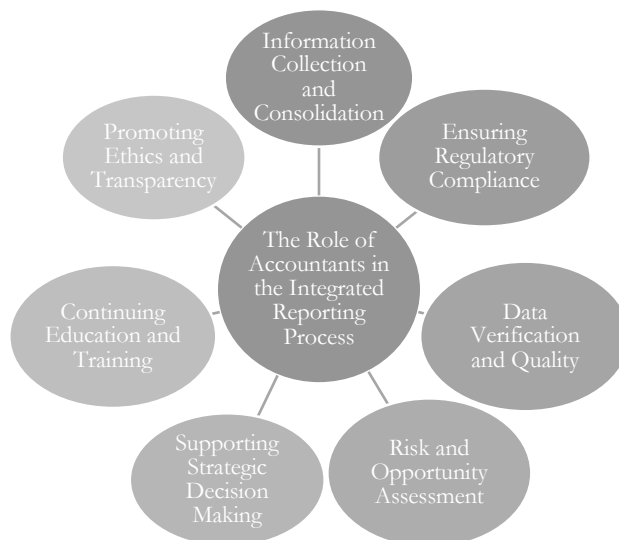 Information
Collection
and
Consolidation
Ensuring
Regulatory
Compliance
Data
Verification
and Quality
Risk and
Opportunity
Assessment
Supporting
Strategic
Decision
Making
Continuing
Education and
Training
Promoting
Ethics and
Transparency
The Role of
Accountants in
the Integrated
Reporting
Process